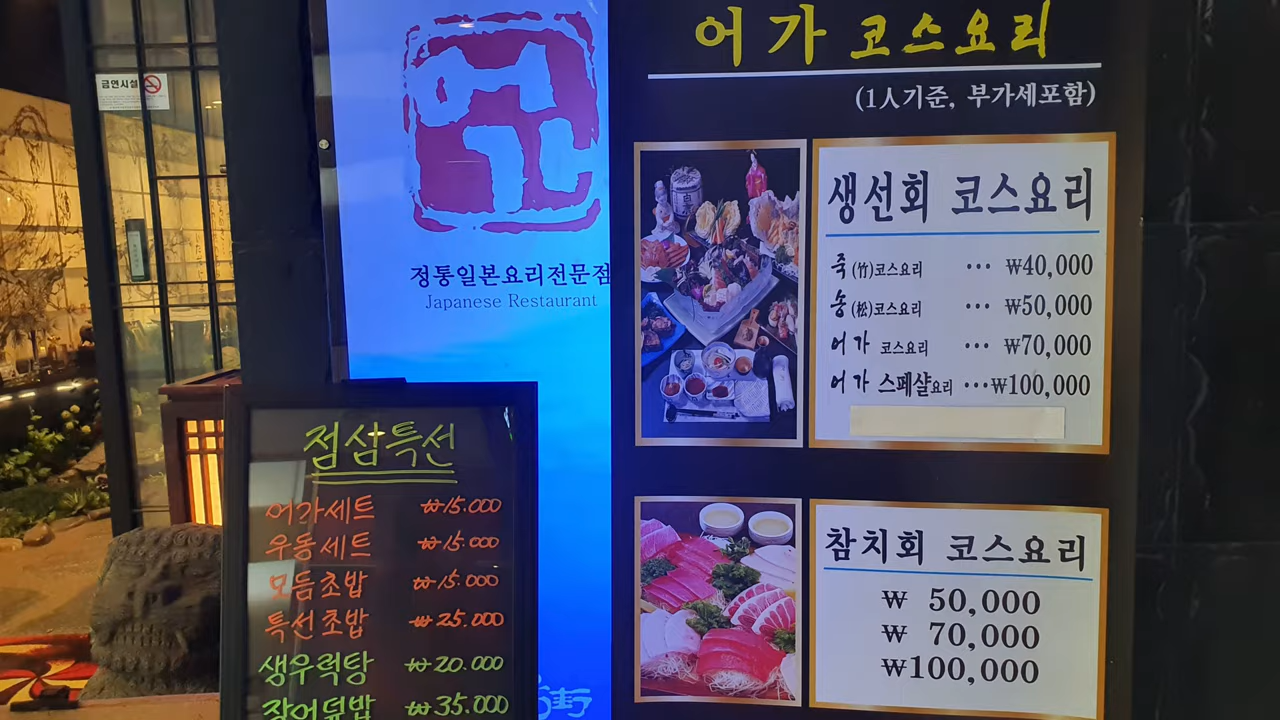 금연시설
어가
정통일본요리전문점
Japanese Restaurant
街
점심특선
어가세트 ₩15.000
우동세트 ₩15.000
모듬초밥 ₩15.000
특선초밥 ₩25.000
생우럭탕 ₩20.000
장어덮밥 ₩35.000
어가 코스요리
(1人기준, 부가세포함)
생선회 코스요리
죽(竹)코스요리 ··· ₩40,000
송(松)코스요리 ··· ₩50,000
어가 코스요리 ··· ₩70,000
어가 스페샬요리 ···₩100,000
참치회 코스요리
₩ 50,000
₩ 70,000
₩100,000